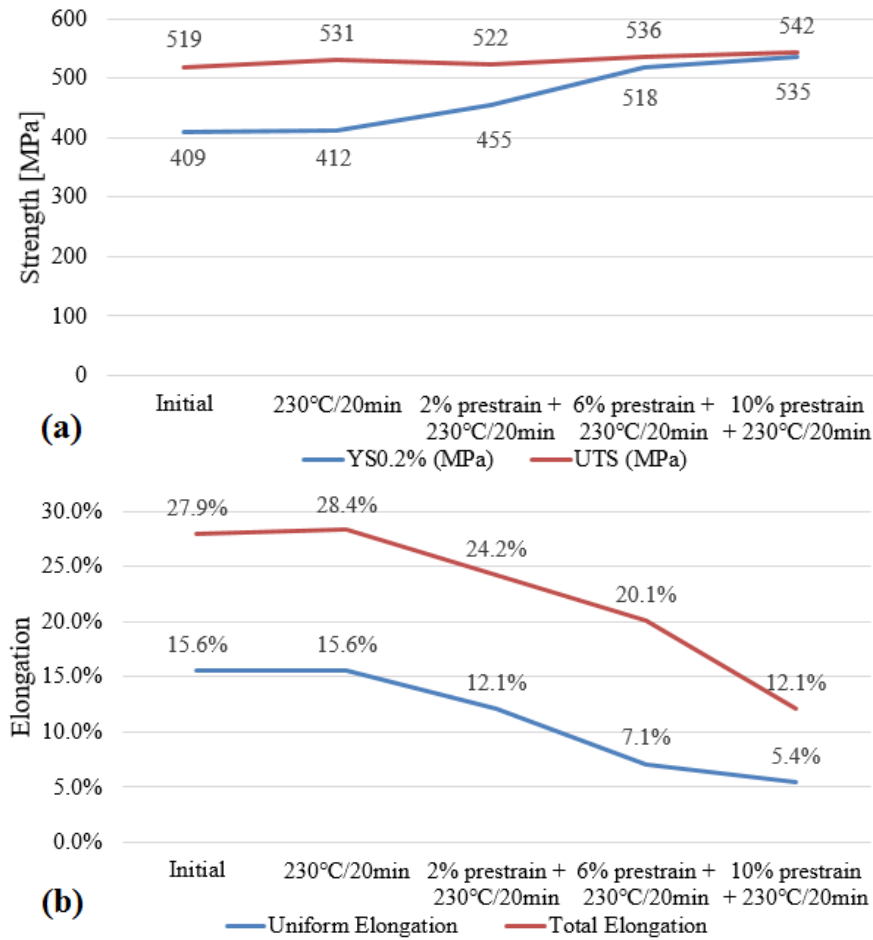 600
519
531
522
536
542
500
518
535
400
409
412
455
300
200
100
0
Strength [MPa]
Initial
230°C/20min
2% prestrain +
230°C/20min
6% prestrain +
230°C/20min
10% prestrain
+ 230°C/20min
(a)
YS0.2% (MPa)
UTS (MPa)
30.0%
27.9%
28.4%
24.2%
25.0%
20.1%
20.0%
15.6%
15.6%
15.0%
12.1%
12.1%
10.0%
7.1%
5.4%
5.0%
0.0%
Elongation
Initial
230°C/20min
2% prestrain +
230°C/20min
6% prestrain +
230°C/20min
10% prestrain
+ 230°C/20min
(b)
Uniform Elongation
Total Elongation